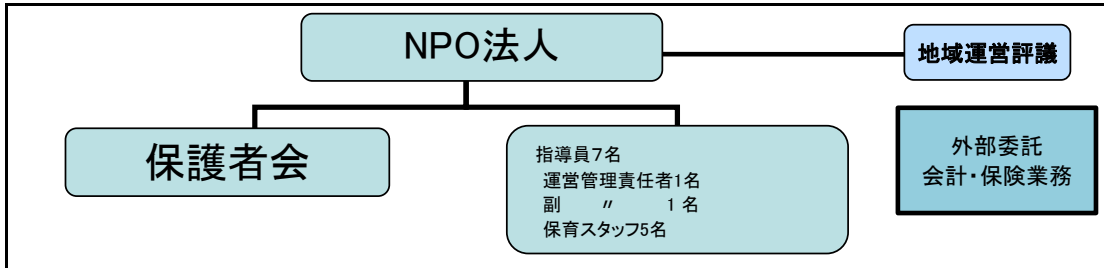 NPO法人
地域運営評議
保護者会
指導員7名
運営管理責任者1名
副 〃 1名
保育スタッフ5名
外部委託
会計・保険業務